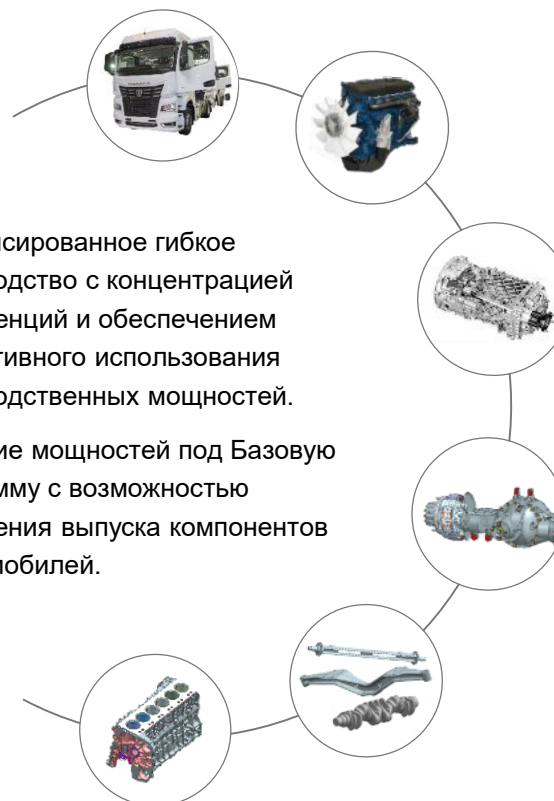 сированное гибкое
одство с концентрацией
енций и обеспечением
тивного использования
одственных мощностей.
ие мощностей под Базовую
мму с возможностью
ения выпуска компонентов
мобилей.